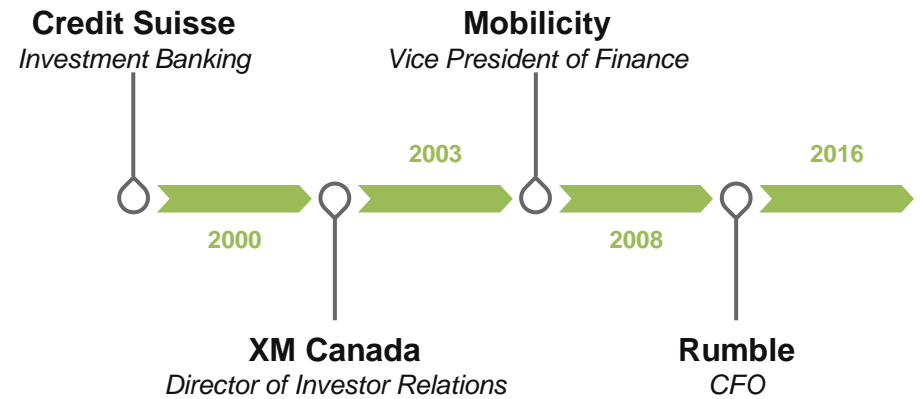 Credit Suisse
Investment Banking
Mobilicity
Vice President of Finance
2003
2016
2000
2008
XM Canada
Director of Investor Relations
Rumble
CFO